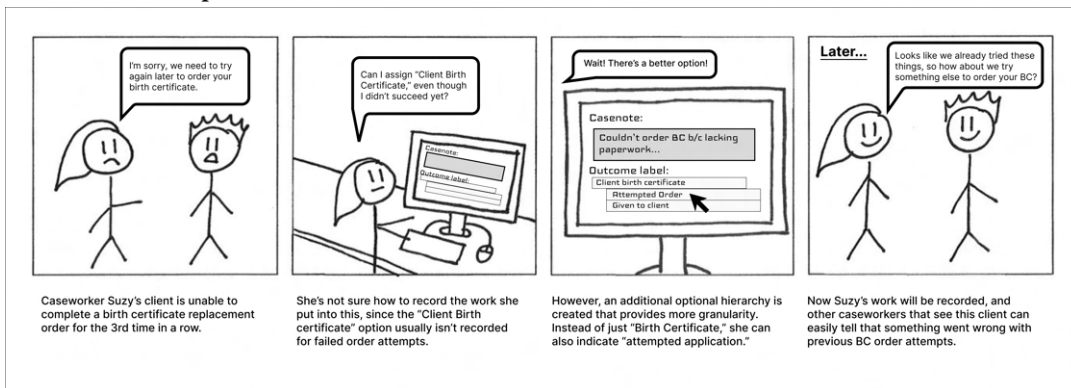 I'm sorry, we need to try
again later to order your
birth certificate.
Can I assign "Client Birth
Certificate," even though
I didn't succeed yet?
Casenote:
Outcome label:
Wait! There's a better option!
Casenote:
Couldn't order BC b/c lacking
paperwork...
Outcome label:
Client birth certificate
Attempted Order
Given to client
Later...
Looks like we already tried these
things, so how about we try
something else to order your BC?
Caseworker Suzy's client is unable to
complete a birth certificate replacement
order for the 3rd time in a row.
She's not sure how to record the work she
put into this, since the "Client Birth
certificate" option usually isn't recorded
for failed order attempts.
However, an additional optional hierarchy is
created that provides more granularity.
Instead of just "Birth Certificate," she can
also indicate "attempted application."
Now Suzy's work will be recorded, and
other caseworkers that see this client can
easily tell that something went wrong with
previous BC order attempts.